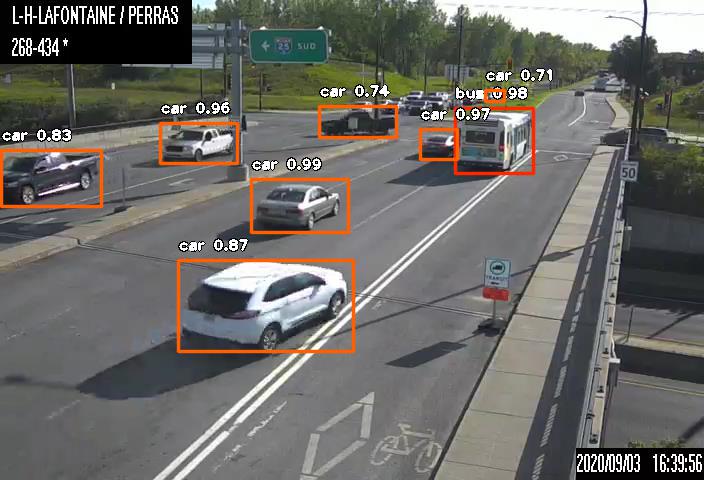 L-H-LAFONTAINE / PERRAS
268-434 *
25 SUD
car 0.71
car 0.74
bus 0.98
car 0.96
car 0.97
car 0.83
car 0.99
50
car 0.87
TRANSIT
2020/09/03 16:39:56